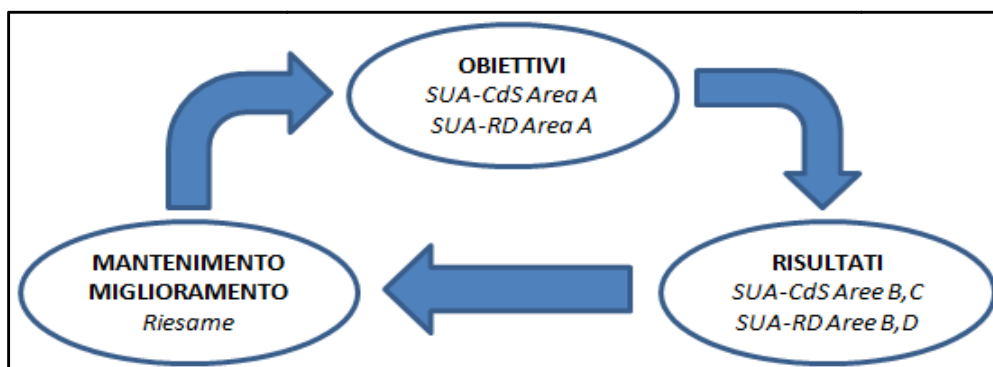 OBIETTIVI
SUA-CdS Area A
SUA-RD Area A
MANTENIMENTO
MIGLIORAMENTO
Riesame
RISULTATI
SUA-CdS Aree B,C
SUA-RD Aree B,D